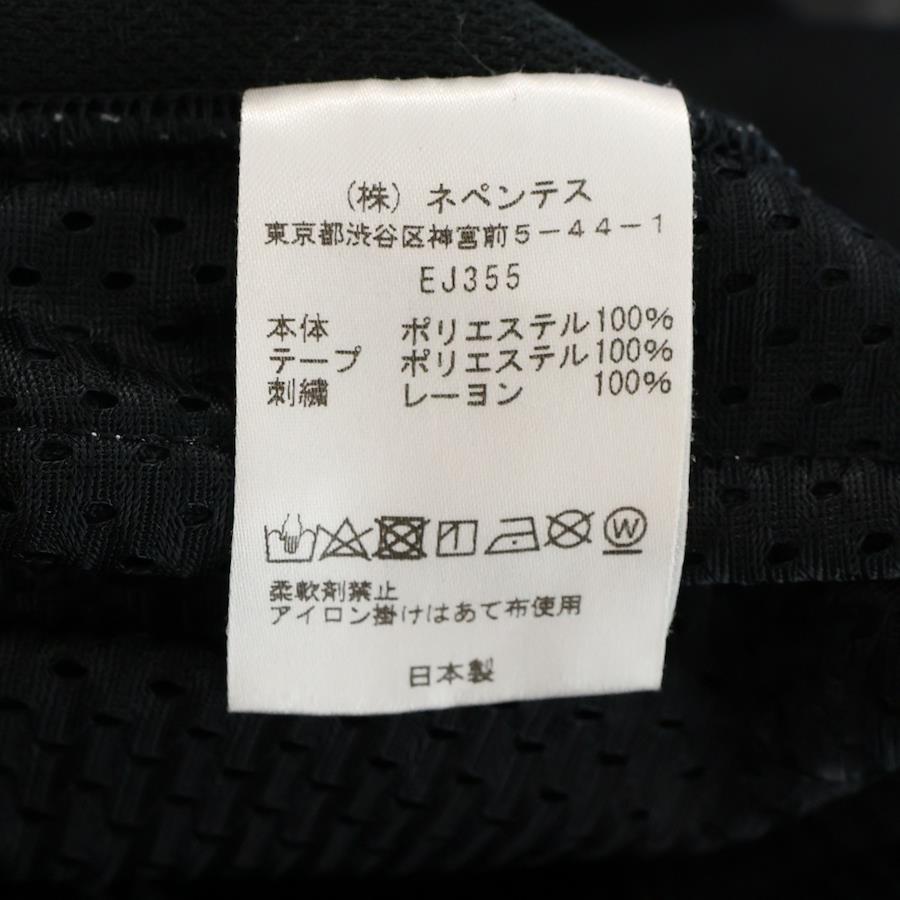 （株）ネペンテス
東京都渋谷区神宮前5-44-1
EJ355
本体 ポリエステル100%
テープ ポリエステル100%
刺繍 レーヨン 100%
W
柔軟剤禁止
アイロン掛けはあて布使用
日本製